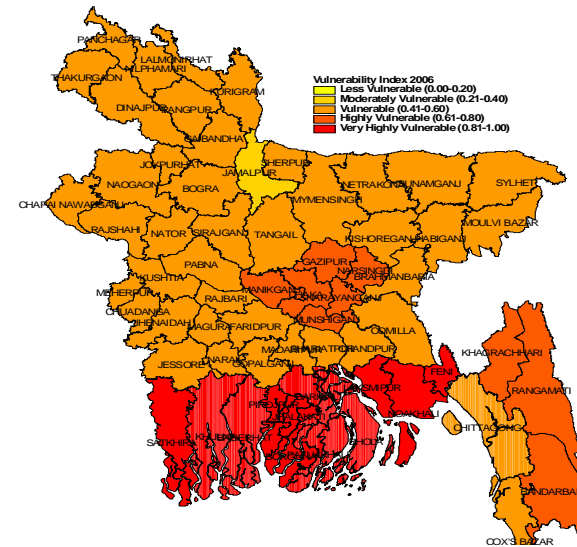 PANCHAGAR
LALMONIRHAT
NILPHAMARI
THAKURGAON
Vulnerability Index 2006
Less Vulnerable (0.00-0.20)
Moderately Vulnerable (0.21-0.40)
Vulnerable (0.41-0.60)
Highly Vulnerable (0.61-0.80)
Very Highly Vulnerable (0.81-1.00)
KURIGRAM
DINAJPUR
RANGPUR
GAIBANDHA
JOYPURHAT
SHERPUR
JAMALPUR
NAOGAON
BOGRA
NETRAKONA
SUNAMGANJ
SYLHET
MYMENSINGH
CHAPAI NAWABGANJ
MOULVI BAZAR
RAJSHAHI
NATOR
SIRAJGANJ
TANGAIL
KISHOREGANJ
HABIGANJ
GAZIPUR
PABNA
NARSINGDI
BRAHMANBARIA
KUSHTIA
MEHERPUR
MANIKGANJ
RAJBARI
NARAYANGANJ
CHUADANGA
MUNSHIGANJ
JHENAIDAH
MAGURA
FARIDPUR
COMILLA
KHAGRACHHARI
MADARIPUR
CHANDPUR
JESSORE
NARAIL
GOPALGANJ
FENI
RANGAMATI
LAKSMIPUR
NOAKHALI
CHITTAGONG
SATKHIRA
BHOLA
BANDARBAN
COX'S BAZAR